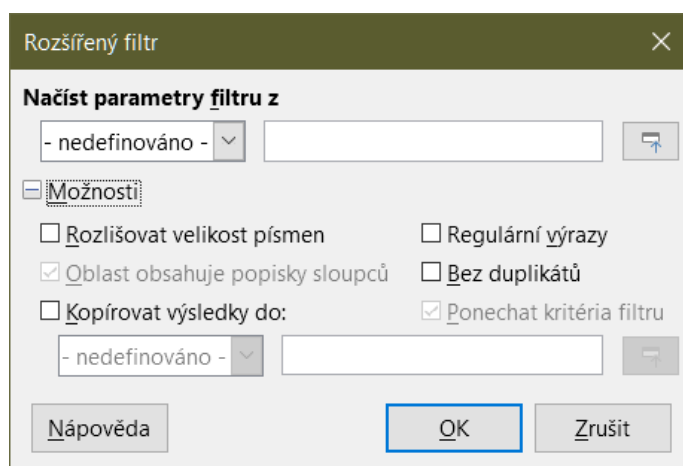 Rozšířený filtr
Načíst parametry filtru z
- nedefinováno -
Možnosti
Rozlišovat velikost písmen Regulární výrazy
Oblast obsahuje popisky sloupců Bez duplikátů
Kopírovat výsledky do: Ponechat kritéria filtru
- nedefinováno -
Nápověda OK Zrušit